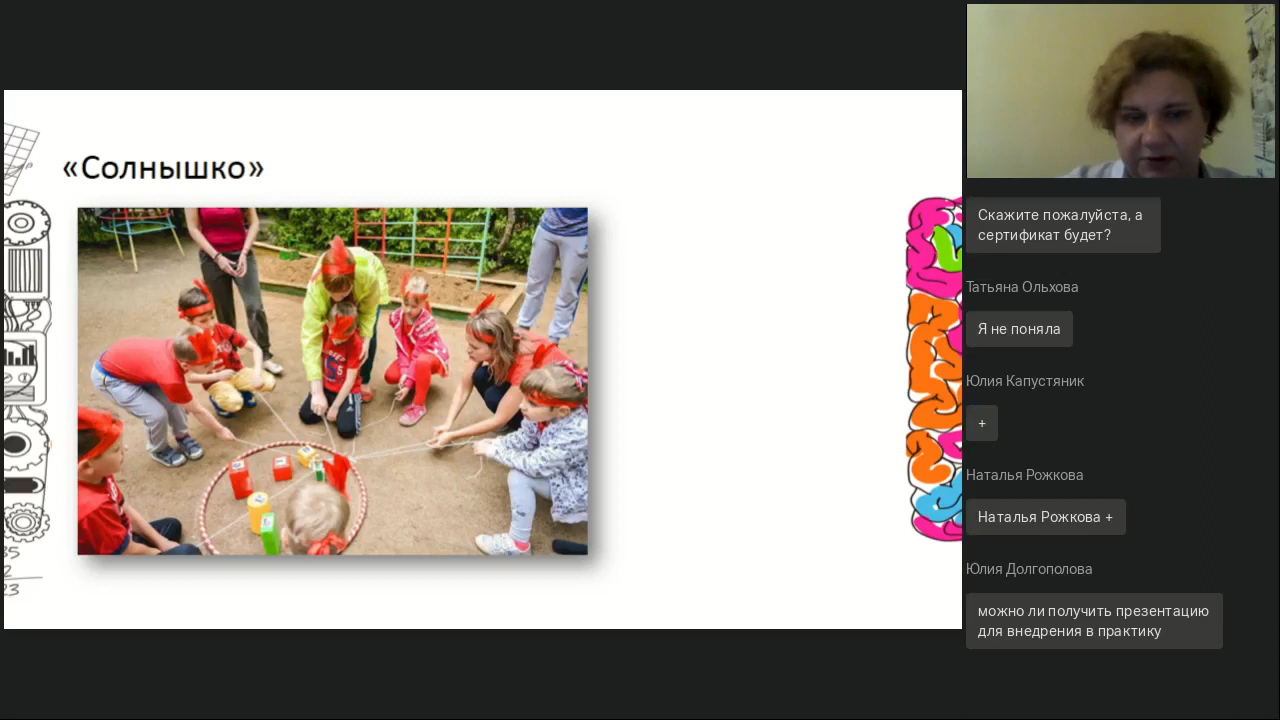 «Солнышко»
Скажите пожалуйста, а
сертификат будет?
Татьяна Ольхова
Я не поняла
Юлия Капустяник
+
Наталья Рожкова
Наталья Рожкова +
Юлия Долгополова
можно ли получить презентацию
для внедрения в практику